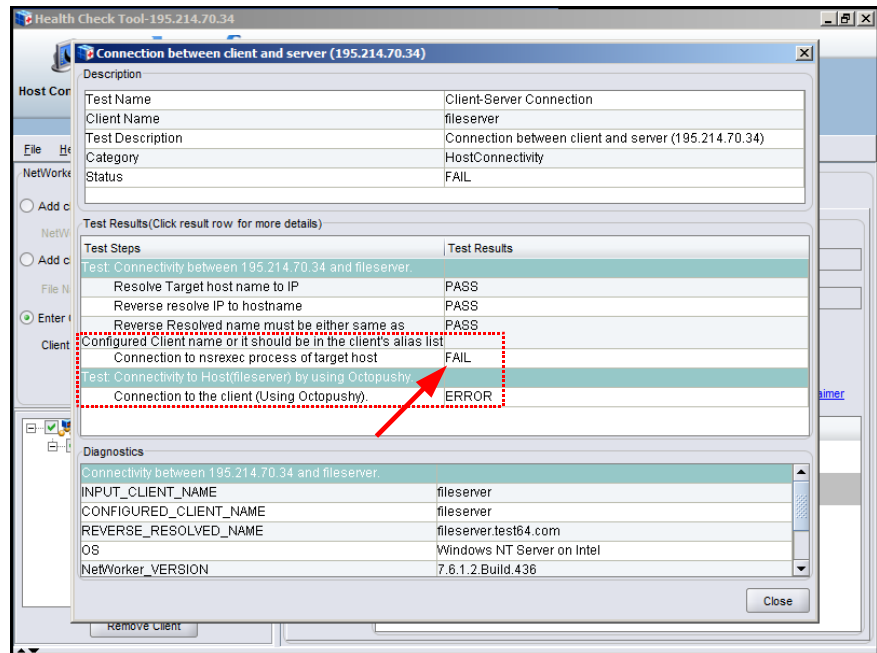 Health Check Tool-195.214.70.34
Connection between client and server (195.214.70.34)
Host Con
File He
NetWorke
Add c
NetW
Add c
File N
Enter
Client
Description
Test Name Client-Server Connection
Client Name fileserver
Test Description Connection between client and server (195.214.70.34)
Category HostConnectivity
Status FAIL
Test Results(Click result row for more details)
Test Steps Test Results
Test: Connectivity between 195.214.70.34 and fileserver.
Resolve Target host name to IP PASS
Reverse resolve IP to hostname PASS
Reverse Resolved name must be either same as PASS
Configured Client name or it should be in the client's alias list
Connection to nsrexec process of target host FAIL
Test: Connectivity to Host(fileserver) by using Octopushy
Connection to the client (Using Octopushy). ERROR
aimer
Diagnostics
Connectivity between 195.214.70.34 and fileserver.
INPUT_CLIENT_NAME fileserver
CONFIGURED_CLIENT_NAME fileserver
REVERSE_RESOLVED_NAME fileserver.test64.com
OS Windows NT Server on Intel
NetWorker_VERSION 7.6.1.2.Build.436
Close
Remove Client